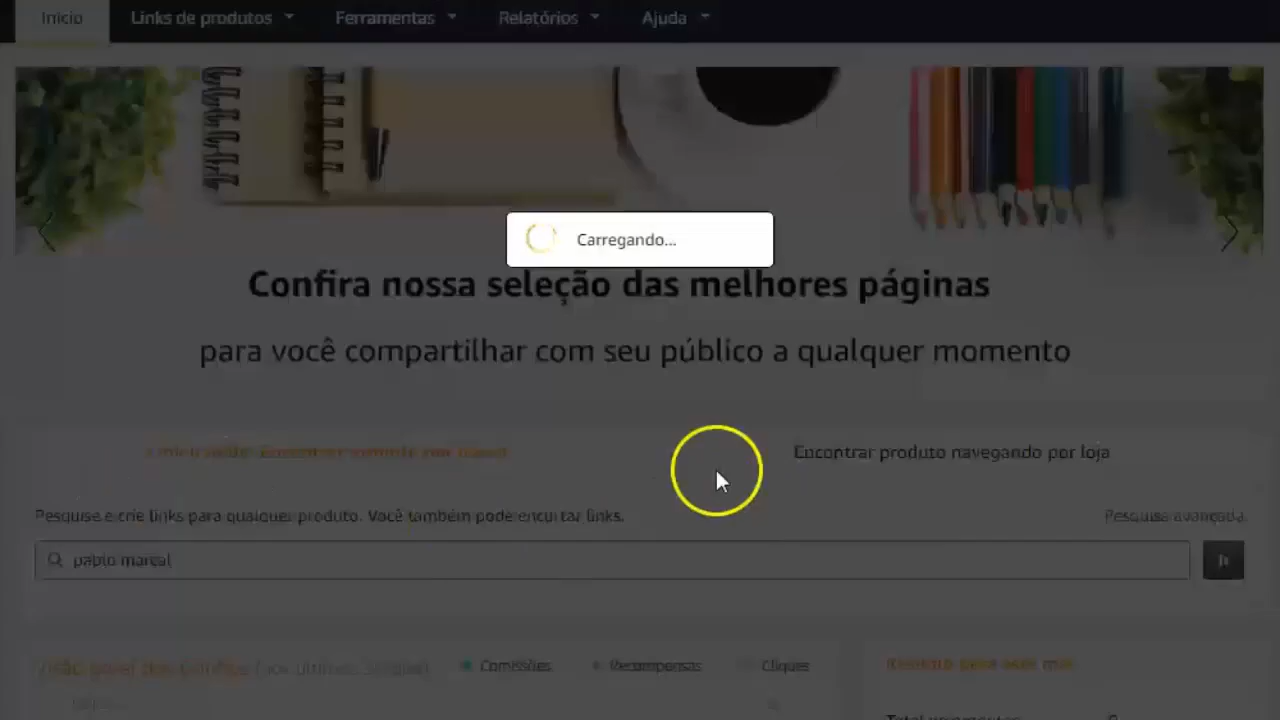 Início
Links de produtos
Ferramentas
Relatórios
Ajuda
Carregando...
Confira nossa seleção das melhores páginas
para você compartilhar com seu público a qualquer momento
Encontrar produto navegando por loja
Pesquise e crie links para qualquer produto. Você também pode encurtar links.
Pesquisa avançada
pablo marcal
Ir
Comissões
Recompensas
Cliques